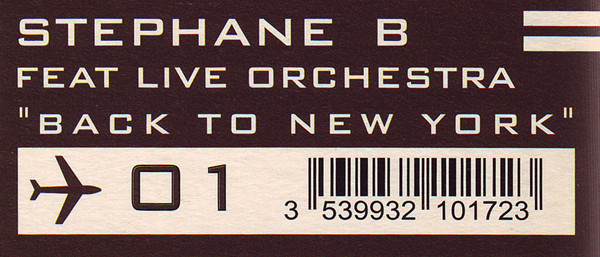 STEPHANE B
FEAT LIVE ORCHESTRA
"BACK TO NEW YORK"
01
3 539932 101723